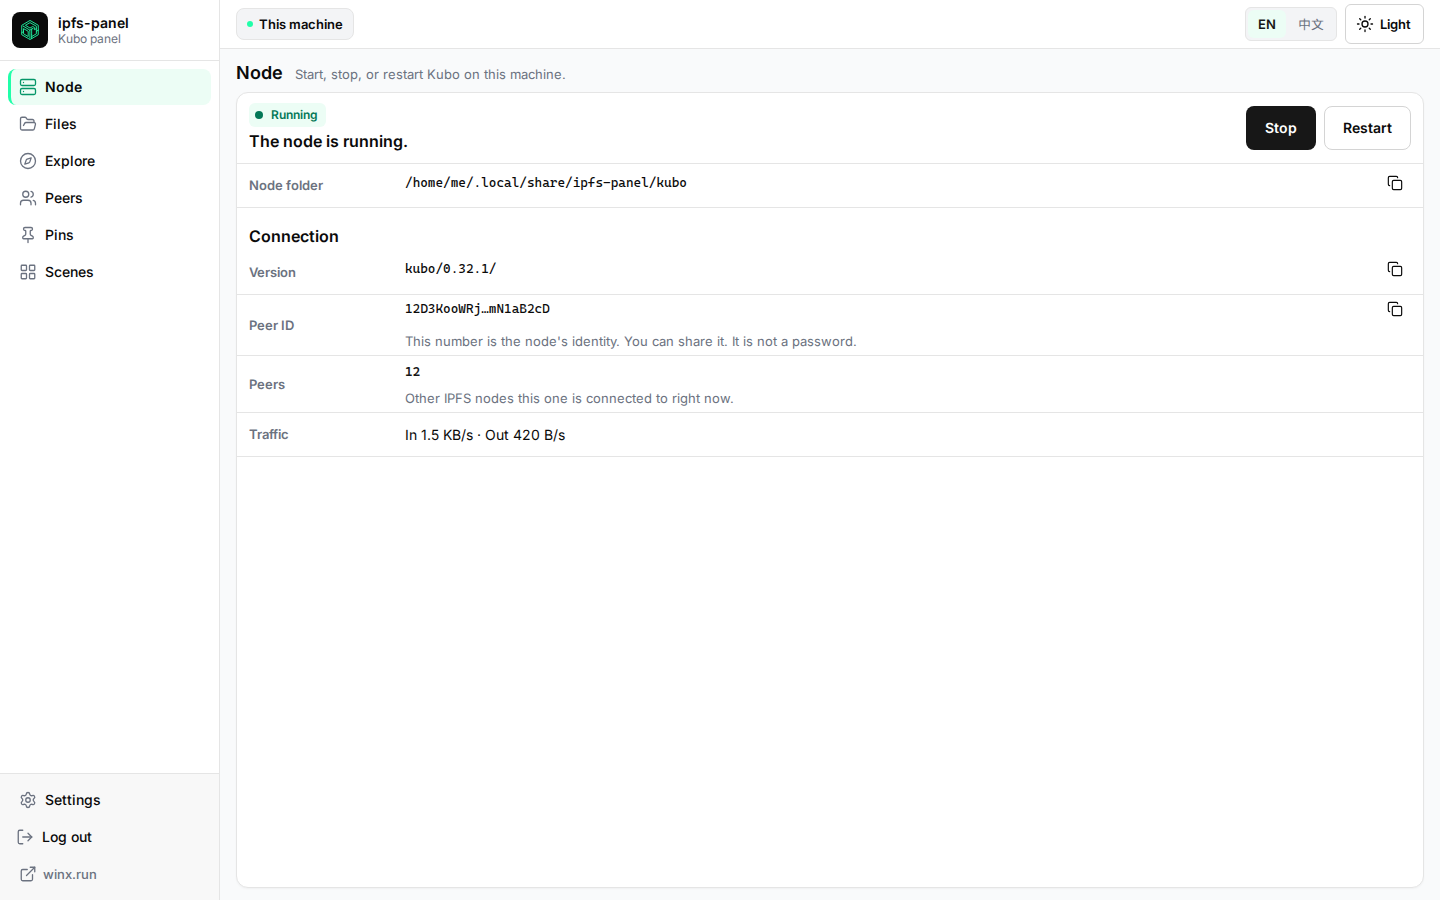 ipfs-panel
Kubo panel
This machine
EN
中文
Light
Node
Files
Explore
Peers
Pins
Scenes
Node
Start, stop, or restart Kubo on this machine.
Running
The node is running.
Stop
Restart
Node folder
/home/me/.local/share/ipfs-panel/kubo
Connection
Version
kubo/0.32.1/
Peer ID
12D3KooWRj…mN1aB2cD
This number is the node's identity. You can share it. It is not a password.
Peers
12
Other IPFS nodes this one is connected to right now.
Traffic
In 1.5 KB/s · Out 420 B/s
Settings
Log out
winx.run